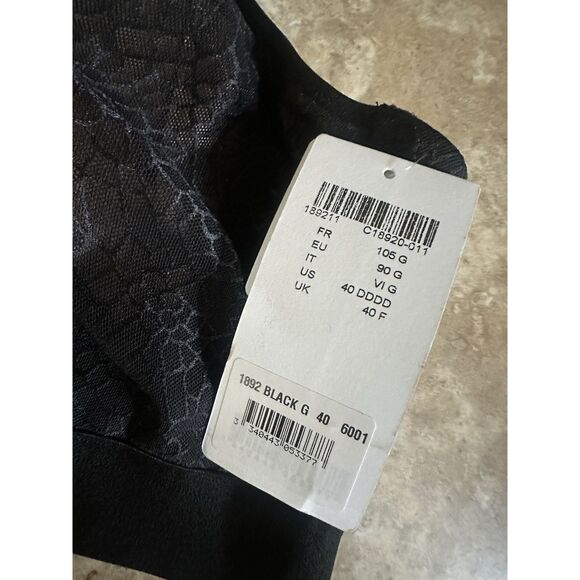 189211 C18920-011
FR 105 G
EU 90 G
IT VI G
US 40 DDDD
UK 40 F
1892 BLACK G 40 6001
3 340443 053377